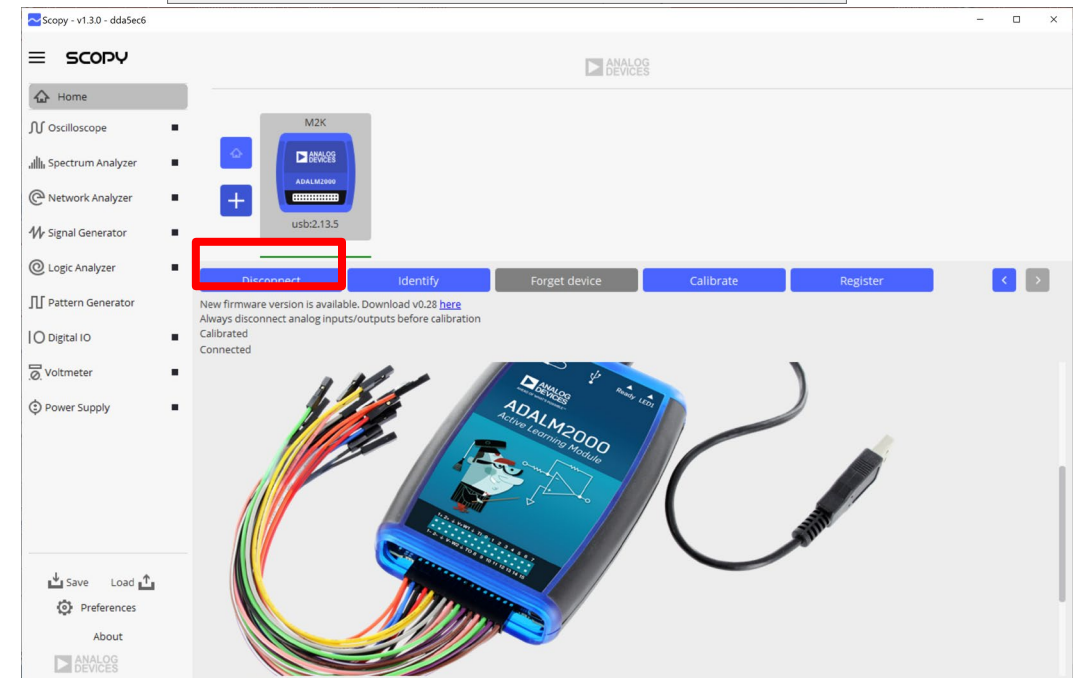 Scopy - v1.3.0 - dda5ec6
SCOPY
ANALOG
DEVICES
Home
Oscilloscope
Spectrum Analyzer
Network Analyzer
Signal Generator
Logic Analyzer
Pattern Generator
Digital IO
Voltmeter
Power Supply
Save Load
Preferences
About
ANALOG
DEVICES
M2K
ANALOG
DEVICES
ADALM2000
usb:2.13.5
Disconnect Identify Forget device Calibrate Register
New firmware version is available. Download v0.28 here
Always disconnect analog inputs/outputs before calibration
Calibrated
Connected
ANALOG
DEVICES
Ready LED1
ADALM2000
Active Learning Module